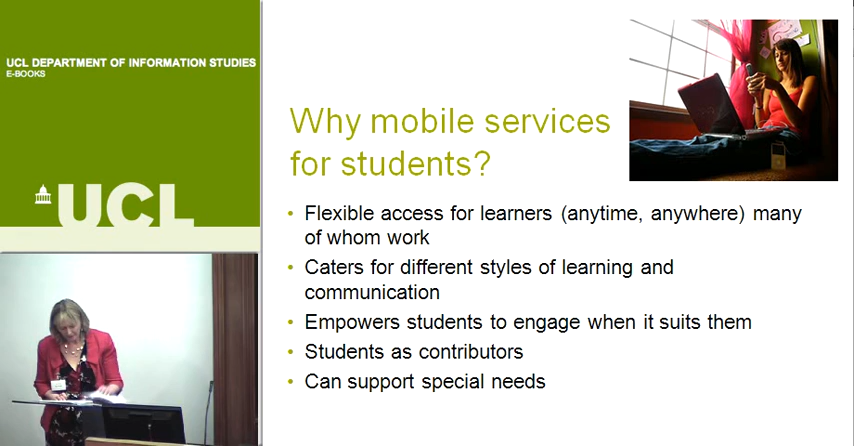 UCL DEPARTMENT OF INFORMATION STUDIES
E-BOOKS
UCL
Why mobile services
for students?
• Flexible access for learners (anytime, anywhere) many
of whom work
• Caters for different styles of learning and
communication
• Empowers students to engage when it suits them
• Students as contributors
• Can support special needs